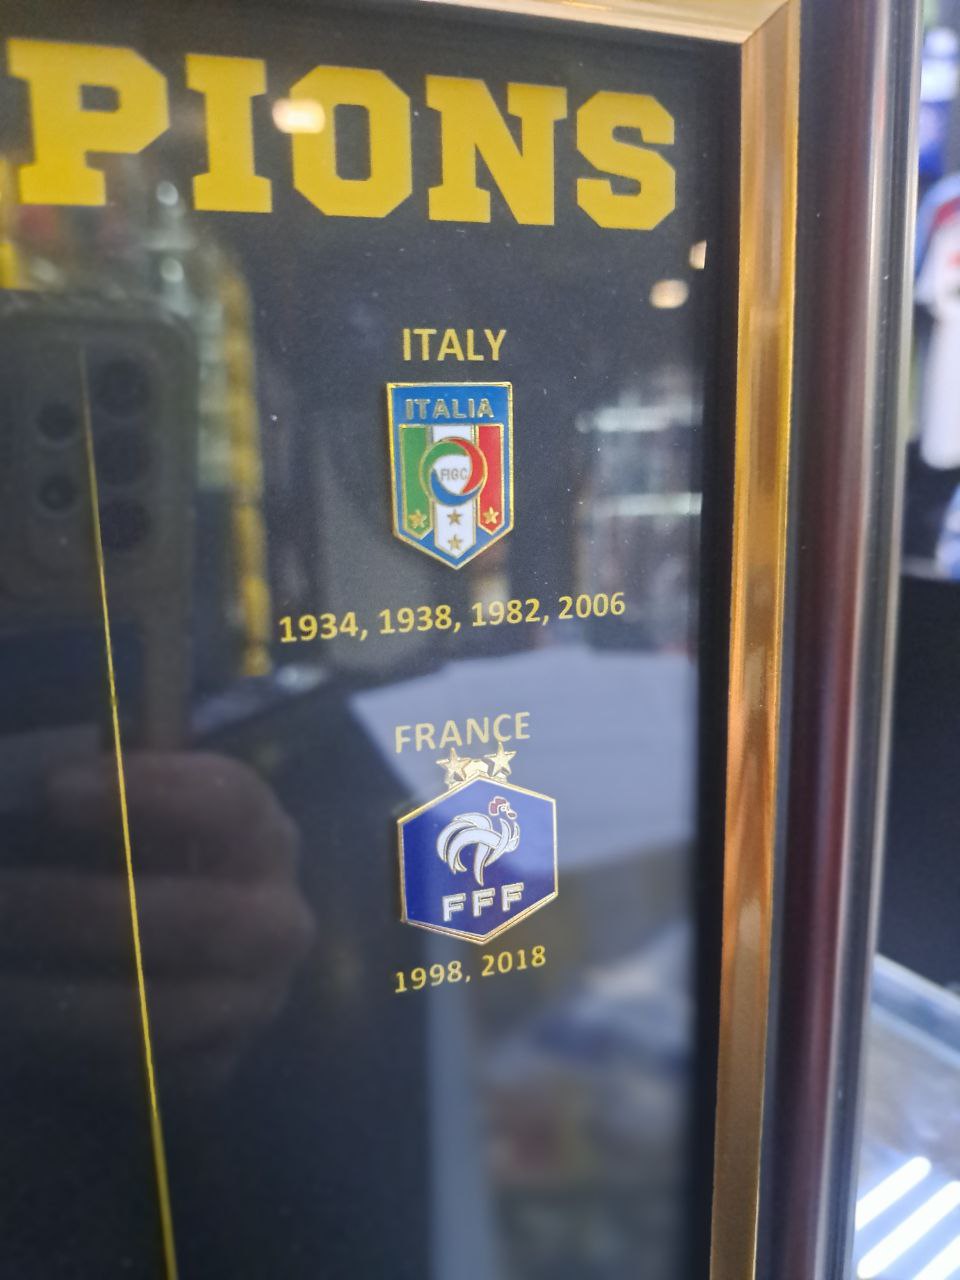 PIONS
ITALY
ITALIA
FIGC
1934, 1938, 1982, 2006
FRANCE
FFF
1998, 2018